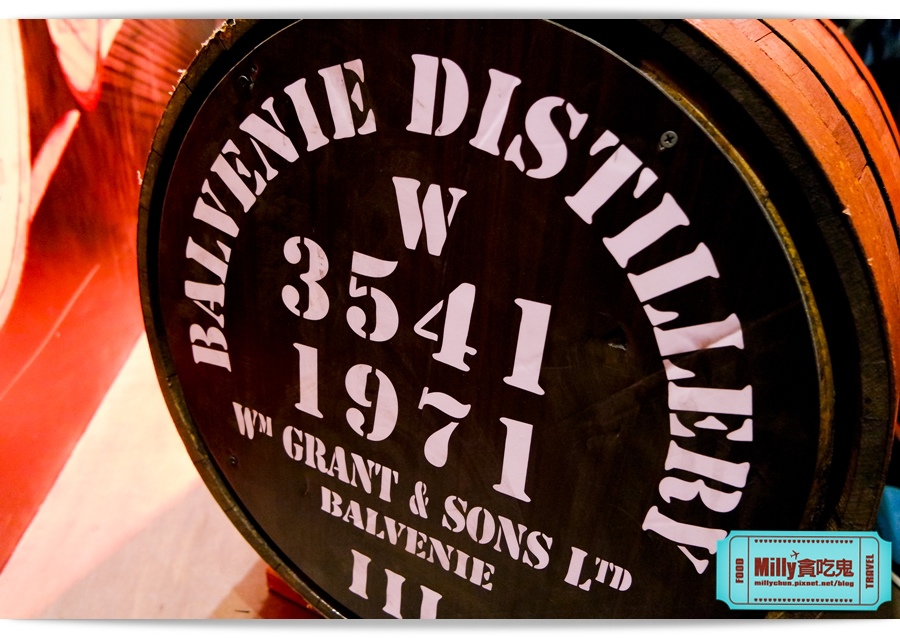 BALVENIE DISTILLERY
W
3541
1971
WM GRANT & SONS LTD
BALVENIE
FOOD
Milly貪吃鬼
millychun.pixnet.net/blog
TRAVEL